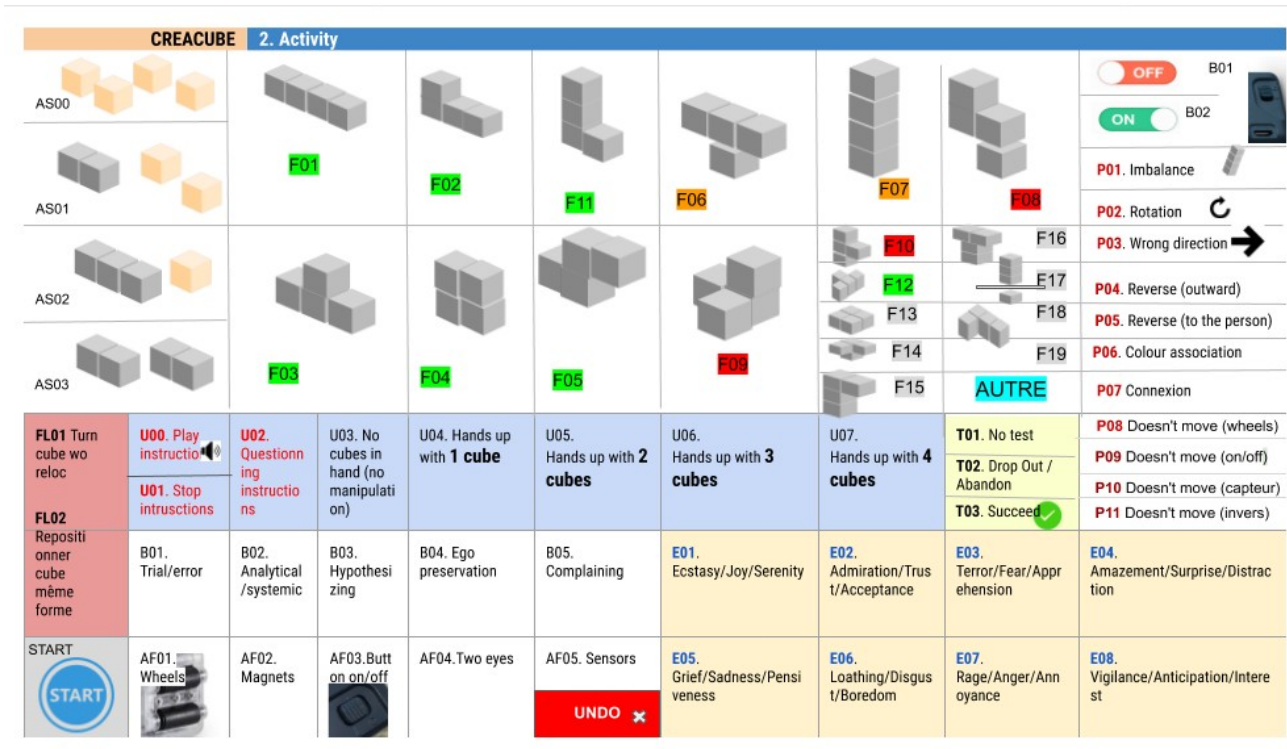 CREACUBE 2. Activity
AS00
F01
F02
F11
F06
F07
F08
OFF B01
ON B02
AS01
P01. Imbalance
P02. Rotation
AS02
F10
F16
P03. Wrong direction
F12
F17
P04. Reverse (outward)
F13
F18
P05. Reverse (to the person)
AS03
F03
F04
F05
F09
F14
F19
P06. Colour association
F15
AUTRE
P07 Connexion
FL01 Turn
cube wo
reloc
FL02
Repositi
onner
cube
même
forme
U00. Play
instructio
U01. Stop
intrusctions
U02.
Questionn
ing
instructio
ns
U03. No
cubes in
hand (no
manipulati
on)
U04. Hands up
with 1 cube
U05.
Hands up with 2
cubes
U06.
Hands up with 3
cubes
U07.
Hands up with 4
cubes
T01. No test
T02. Drop Out /
Abandon
T03. Succeed
P08 Doesn't move (wheels)
P09 Doesn't move (on/off)
P10 Doesn't move (capteur)
P11 Doesn't move (invers)
B01.
Trial/error
B02.
Analytical
/systemic
B03.
Hypothesi
zing
B04. Ego
preservation
B05.
Complaining
E01.
Ecstasy/Joy/Serenity
E02.
Admiration/Trus
t/Acceptance
E03.
Terror/Fear/Appr
ehension
E04.
Amazement/Surprise/Distrac
tion
START
START
AF01.
Wheels
AF02.
Magnets
AF03.Butt
on on/off
AF04.Two eyes
AF05. Sensors
UNDO
E05.
Grief/Sadness/Pensi
veness
E06.
Loathing/Disgus
t/Boredom
E07.
Rage/Anger/Ann
oyance
E08.
Vigilance/Anticipation/Intere
st